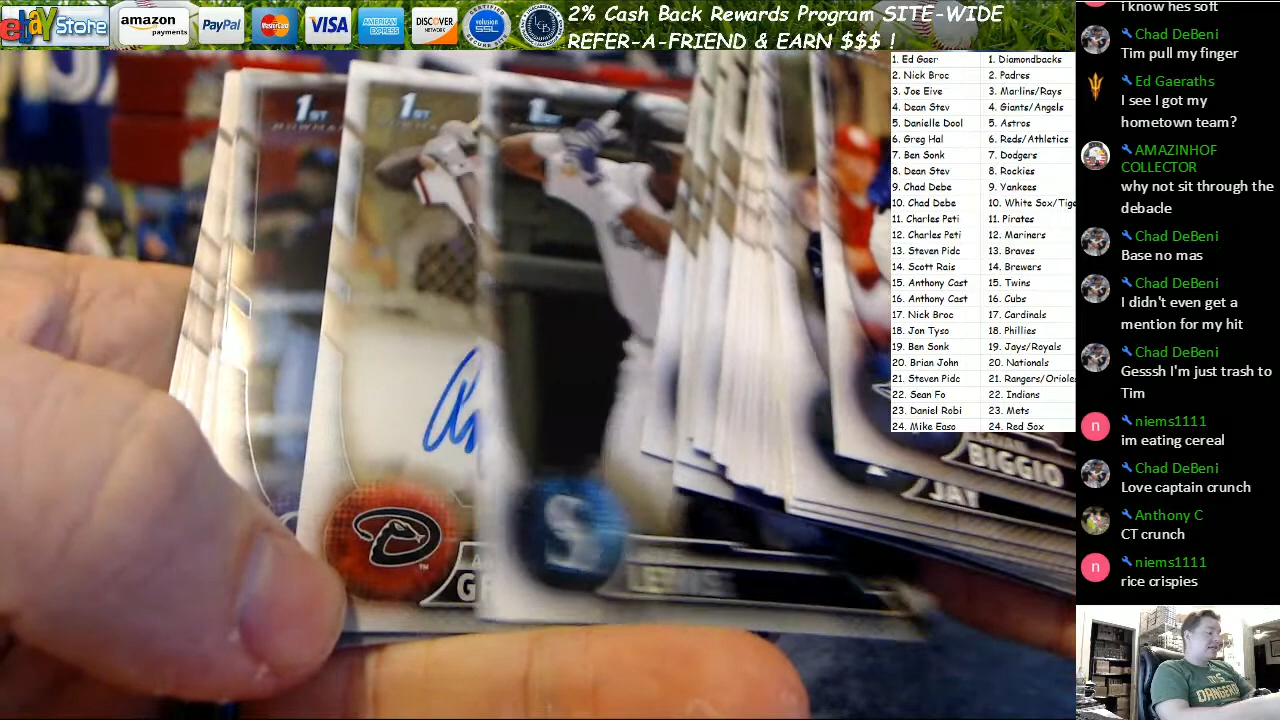 ebay Store
amazon
payments
PayPal
MasterCard
VISA
AMERICAN
EXPRESS
DISCOVER
NETWORK
volusion
SSL
2% Cash Back Rewards Program SITE-WIDE
REFER-A-FRIEND & EARN $$$ !
1. Ed Gaer 1. Diamondbacks
2. Nick Broc 2. Padres
3. Joe Eive 3. Marlins/Rays
4. Dean Stev 4. Giants/Angels
5. Danielle Dool 5. Astros
6. Greg Hal 6. Reds/Athletics
7. Ben Sonk 7. Dodgers
8. Dean Stev 8. Rockies
9. Chad Debe 9. Yankees
10. Chad Debe 10. White Sox/Tige
11. Charles Peti 11. Pirates
12. Charles Peti 12. Mariners
13. Steven Pidc 13. Braves
14. Scott Rais 14. Brewers
15. Anthony Cast 15. Twins
16. Anthony Cast 16. Cubs
17. Nick Broc 17. Cardinals
18. Jon Tyso 18. Phillies
19. Ben Sonk 19. Jays/Royals
20. Brian John 20. Nationals
21. Steven Pidc 21. Rangers/Oriole
22. Sean Fo 22. Indians
23. Daniel Robi 23. Mets
24. Mike Easo 24. Red Sox
I know hes soft
Chad DeBeni
Tim pull my finger
Ed Gaeraths
I see I got my
hometown team?
AMAZINHOF
COLLECTOR
why not sit through the
debacle
Chad DeBeni
Base no mas
Chad DeBeni
I didn't even get a
mention for my hit
Chad DeBeni
Gesssh I'm just trash to
Tim
niems1111
im eating cereal
Chad DeBeni
Love captain crunch
Anthony C
CT crunch
niems1111
rice crispies
1ST
BOWMAN
1ST
BIGGIO
JAY
LEWIS
S
G
n
n